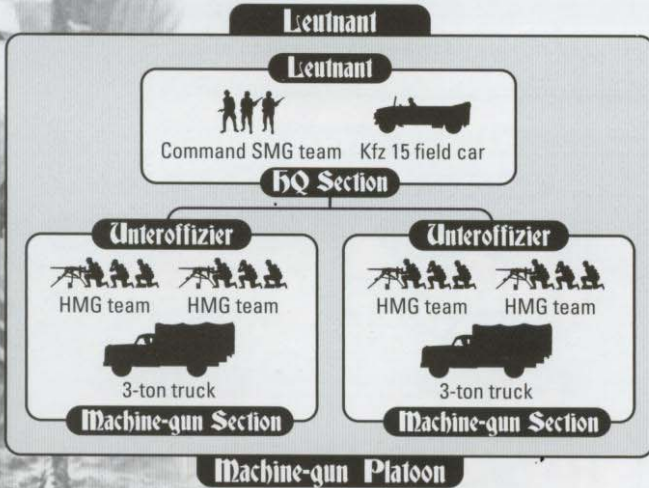 Leutnant
Leutnant
Command SMG team Kfz 15 field car
HQ Section
Unteroffizier
HMG team HMG team
3-ton truck
Machine-gun Section
Unteroffizier
HMG team HMG team
3-ton truck
Machine-gun Section
Machine-gun Platoon